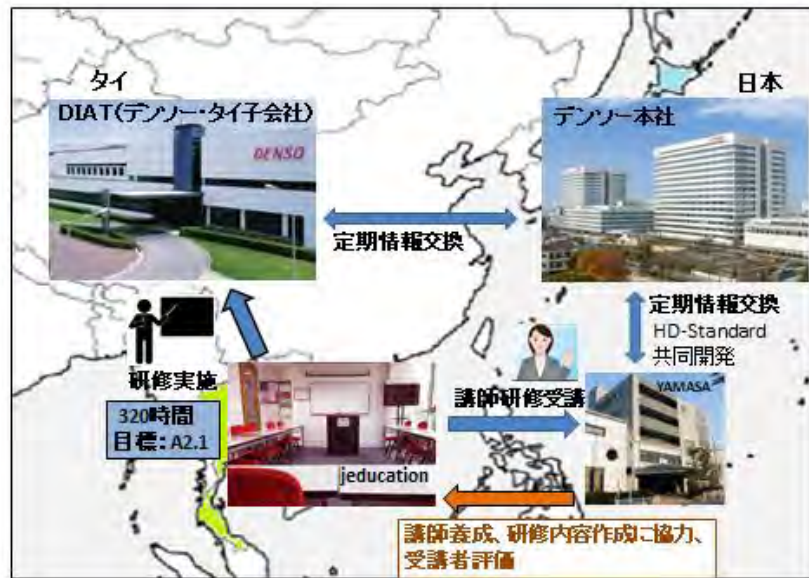 タイ
日本
DIAT(デンソー・タイ子会社)
デンソー本社
DENSO
定期情報交換
定期情報交換
HD-Standard
共同開発
研修実施
講師研修受講
YAMASA
320時間
目標:A2.1
jeducation
講師養成、研修内容作成に協力、
受講者評価